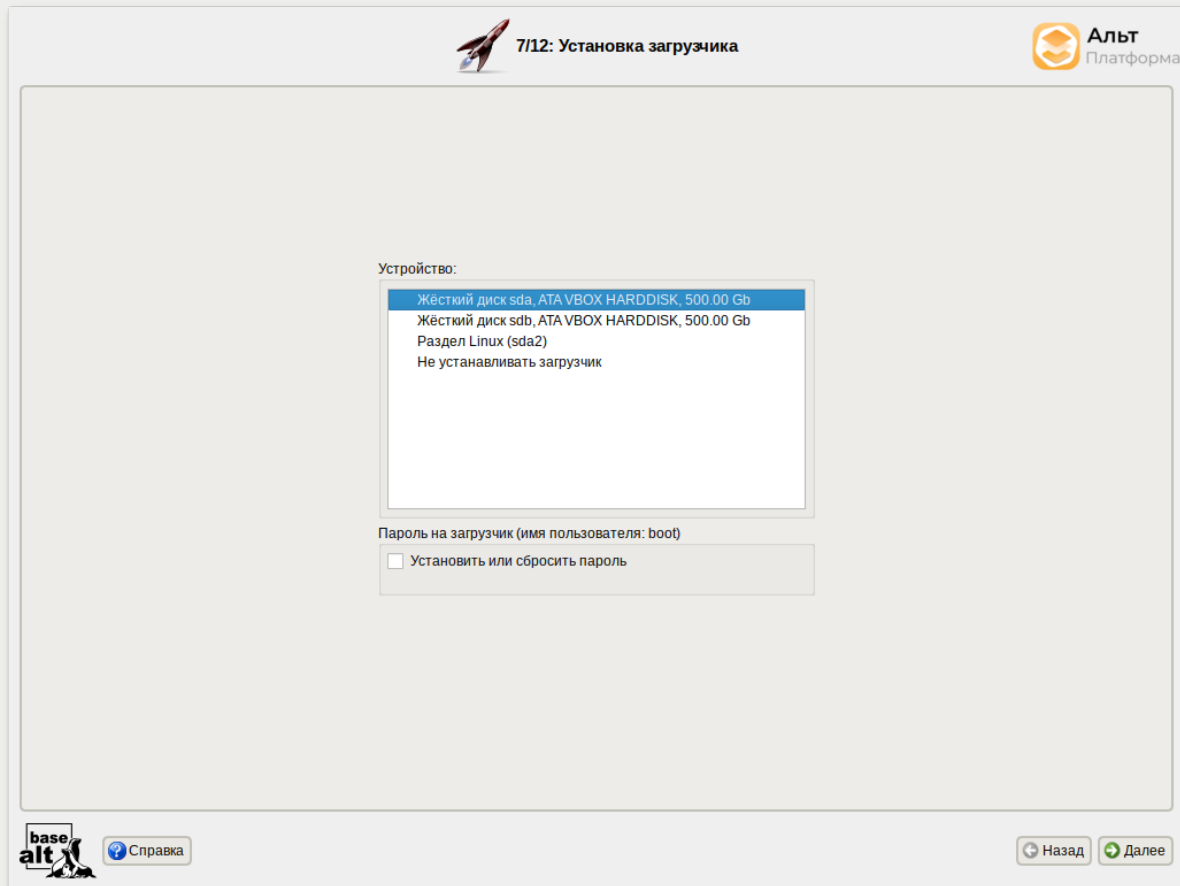 7/12: Установка загрузчика
Альт
Платформа
Устройство:
Жёсткий диск sda, ATA VBOX HARDDISK, 500.00 Gb
Жёсткий диск sdb, ATA VBOX HARDDISK, 500.00 Gb
Раздел Linux (sda2)
Не устанавливать загрузчик
Пароль на загрузчик (имя пользователя: boot)
Установить или сбросить пароль
base
alt
Справка
Назад
Далее